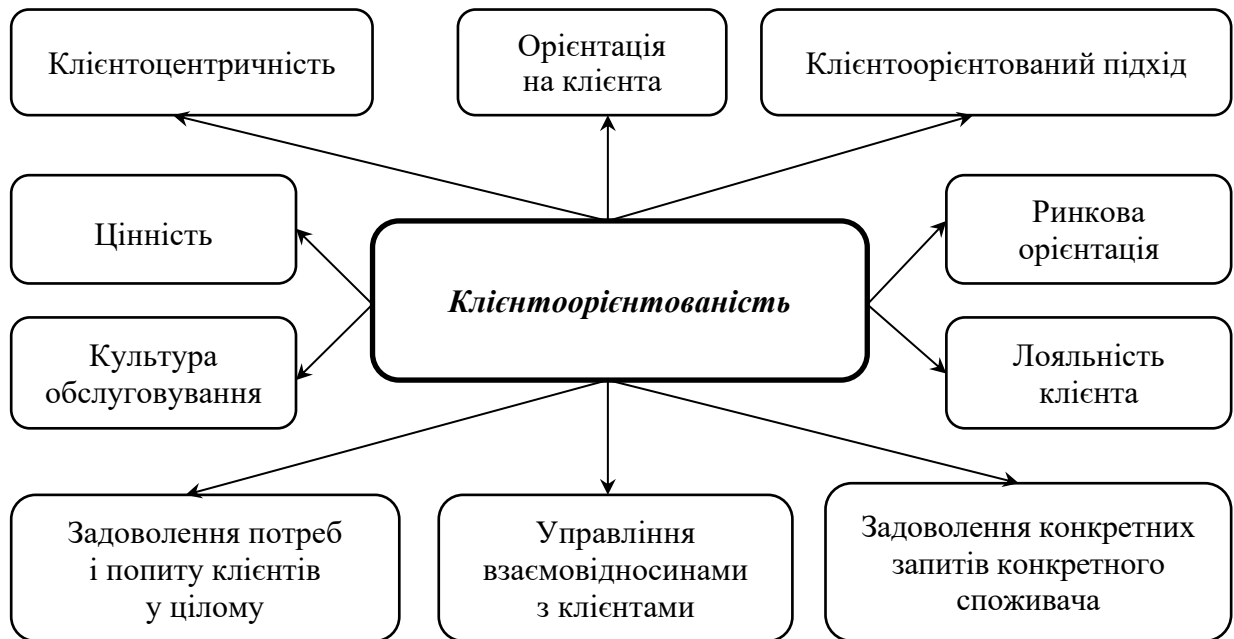 Клієнтоцентричність
Орієнтація
на клієнта
Клієнтоорієнтований підхід
Цінність
Ринкова
орієнтація
Клієнтоорієнтованість
Культура
обслуговування
Лояльність
клієнта
Задоволення потреб
і попиту клієнтів
у цілому
Управління
взаємовідносинами
з клієнтами
Задоволення конкретних
запитів конкретного
споживача